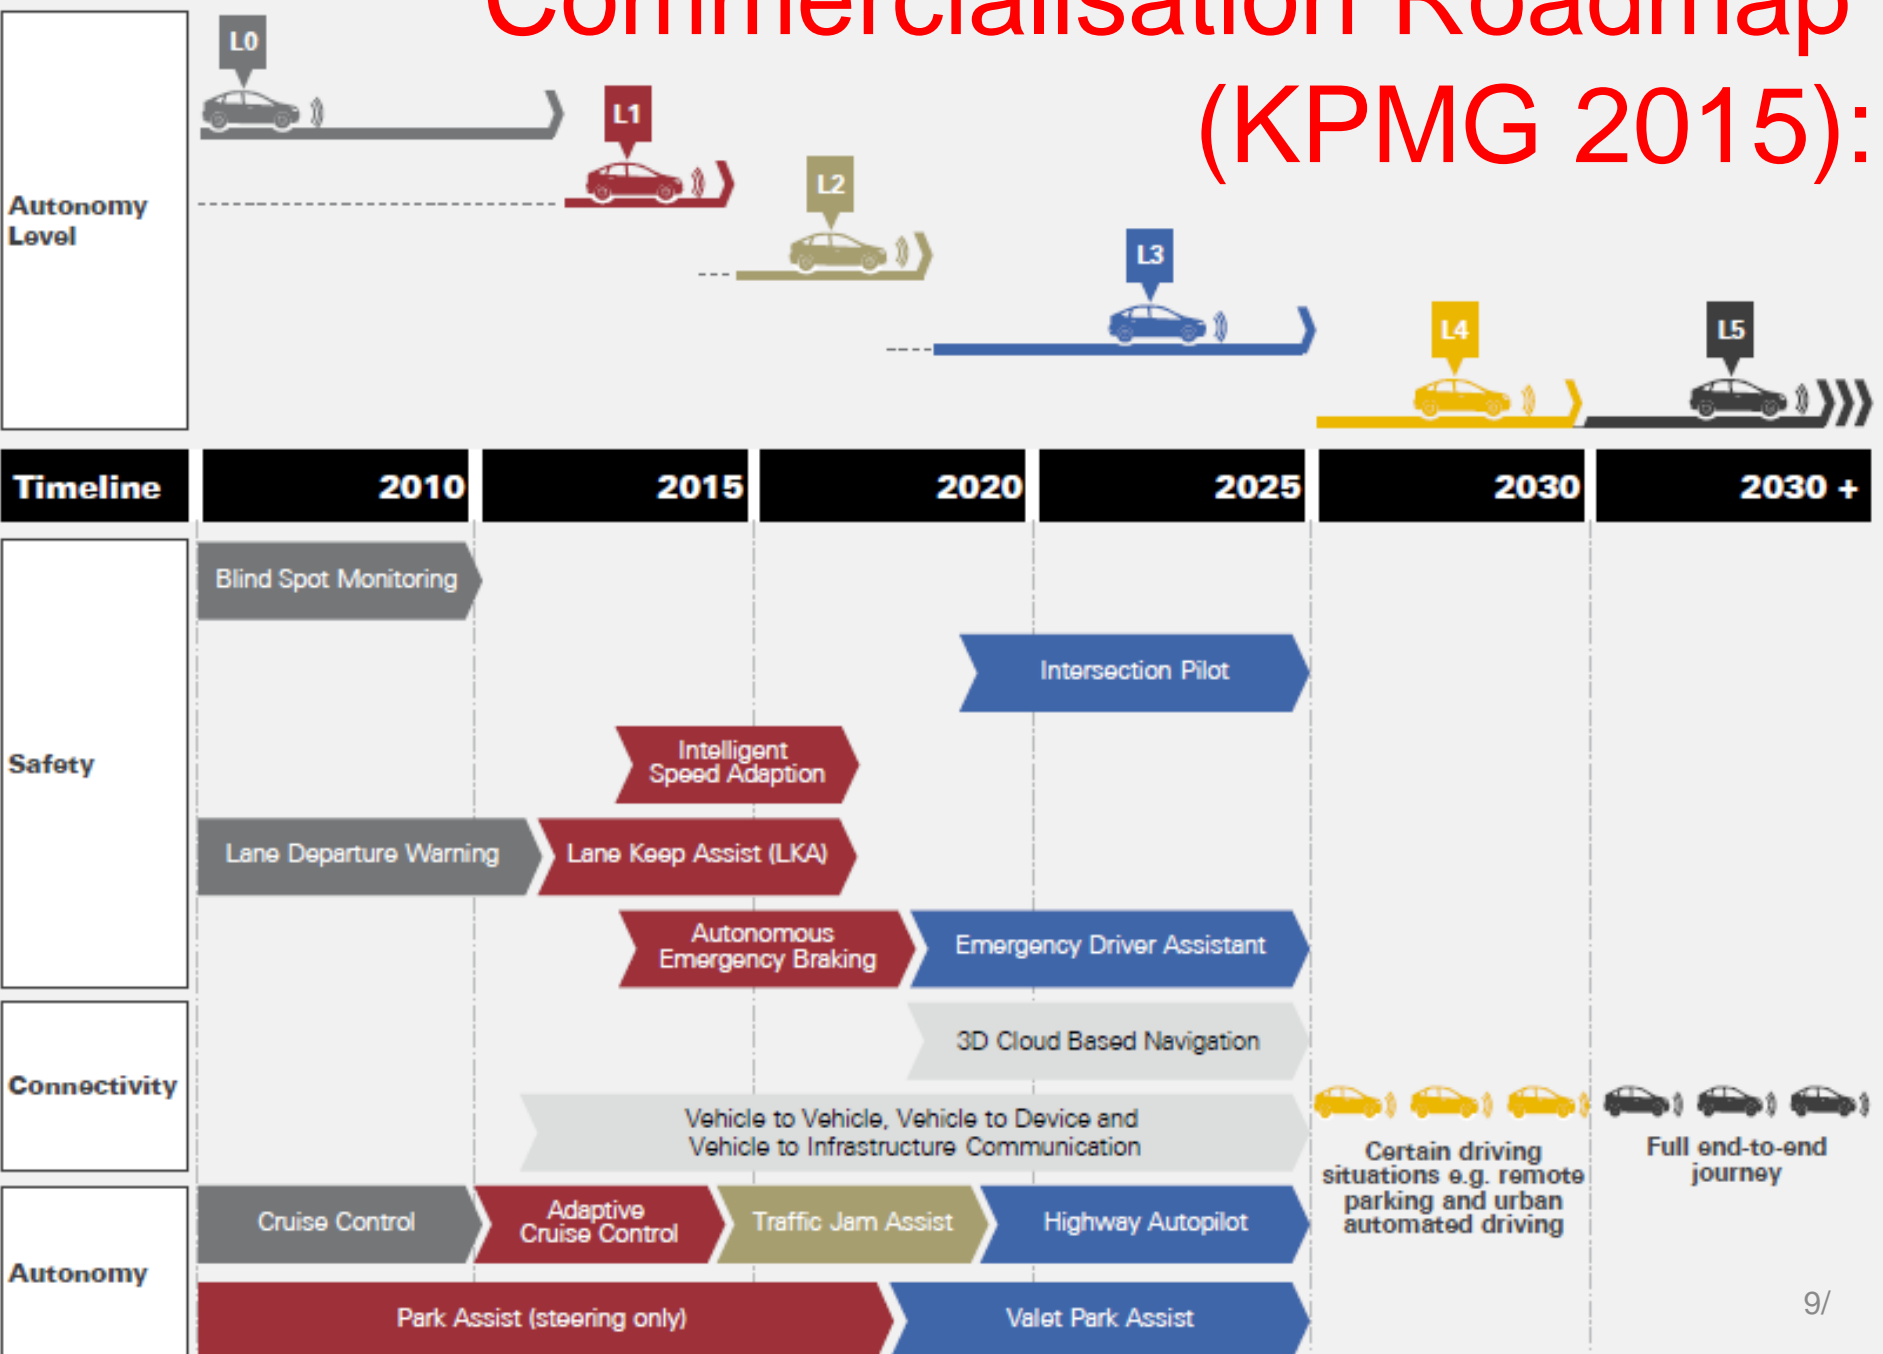 Commercialisation Roadmap
(KPMG 2015):
L0
L1
L2
L3
L4
L5
Autonomy
Level
Timeline 2010 2015 2020 2025 2030 2030 +
Safety
Blind Spot Monitoring
Intersection Pilot
Intelligent
Speed Adaption
Lane Departure Warning
Lane Keep Assist (LKA)
Autonomous
Emergency Braking
Emergency Driver Assistant
Connectivity
3D Cloud Based Navigation
Vehicle to Vehicle, Vehicle to Device and
Vehicle to Infrastructure Communication
Certain driving
situations e.g. remote
parking and urban
automated driving
Full end-to-end
journey
Autonomy
Cruise Control
Adaptive
Cruise Control
Traffic Jam Assist
Highway Autopilot
Park Assist (steering only)
Valet Park Assist
9/